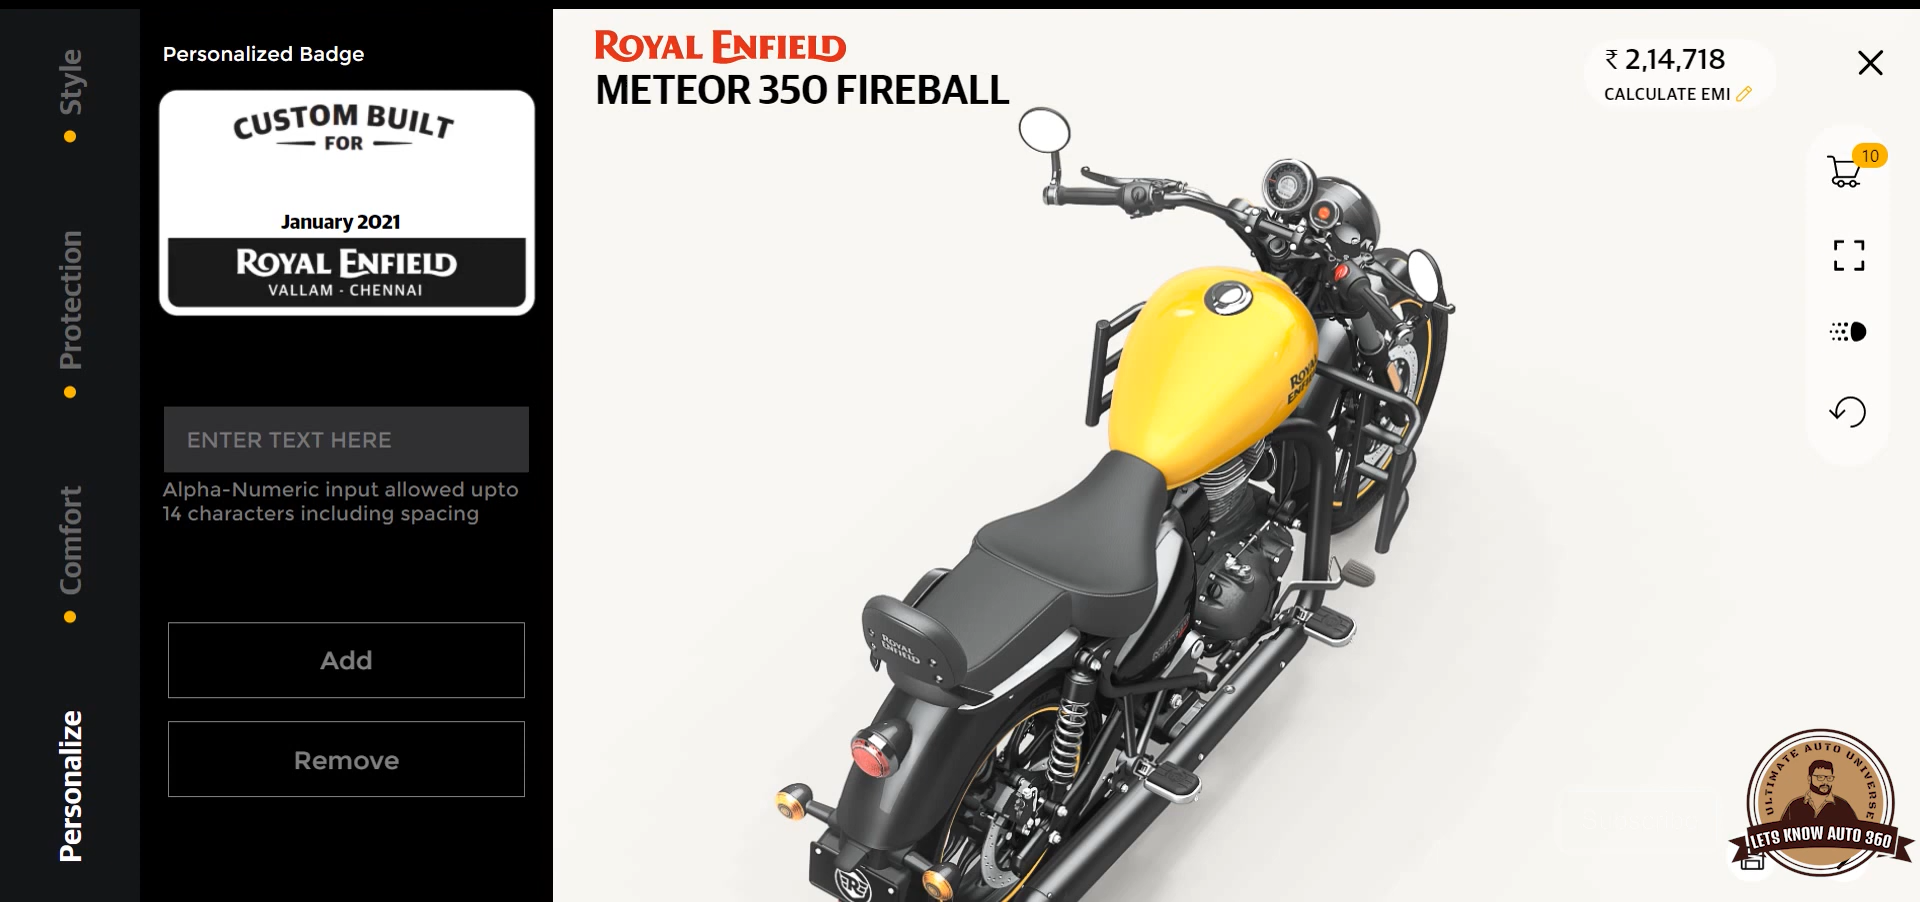 Style
Protection
Comfort
Personalize
Personalized Badge
CUSTOM BUILT
FOR
January 2021
ROYAL ENFIELD
VALLAM - CHENNAI
ENTER TEXT HERE
Alpha-Numeric input allowed upto
14 characters including spacing
Add
Remove
ROYAL ENFIELD
METEOR 350 FIREBALL
₹ 2,14,718
CALCULATE EMI
10
ROYAL
ENFIELD
ULTIMATE AUTO UNIVERSE
LETS KNOW AUTO 360